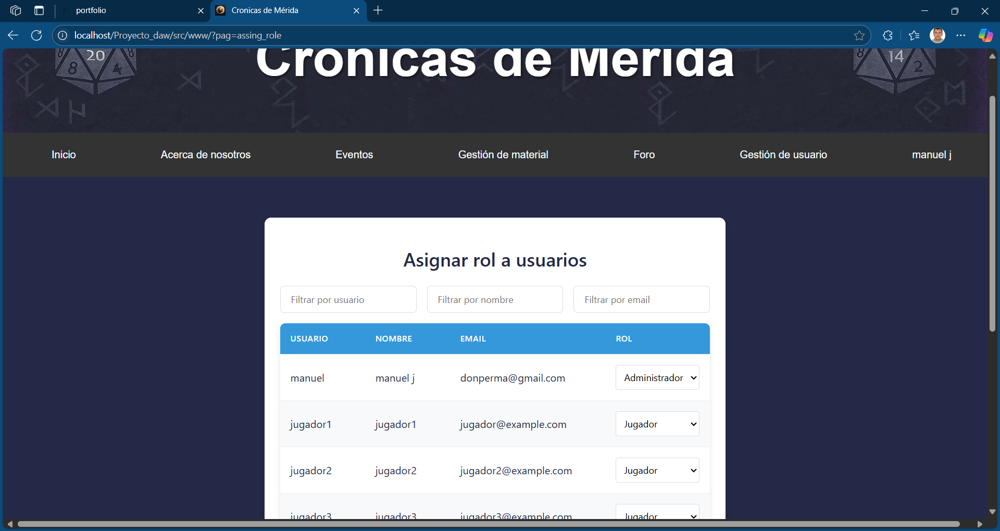 portfolio
Cronicas de Mérida
localhost/Proyecto_daw/src/www/?pag=assing_role
20
8
8
4
14
8
2
Cronicas de Merida
Inicio Acerca de nosotros Eventos Gestión de material Foro Gestión de usuario manuel j
Asignar rol a usuarios
Filtrar por usuario Filtrar por nombre Filtrar por email
USUARIO NOMBRE EMAIL ROL
manuel manuel j donperma@gmail.com Administrador
jugador1 jugador1 jugador@example.com Jugador
jugador2 jugador2 jugador2@example.com Jugador
jugador3 jugador3 jugador3@example.com Jugador